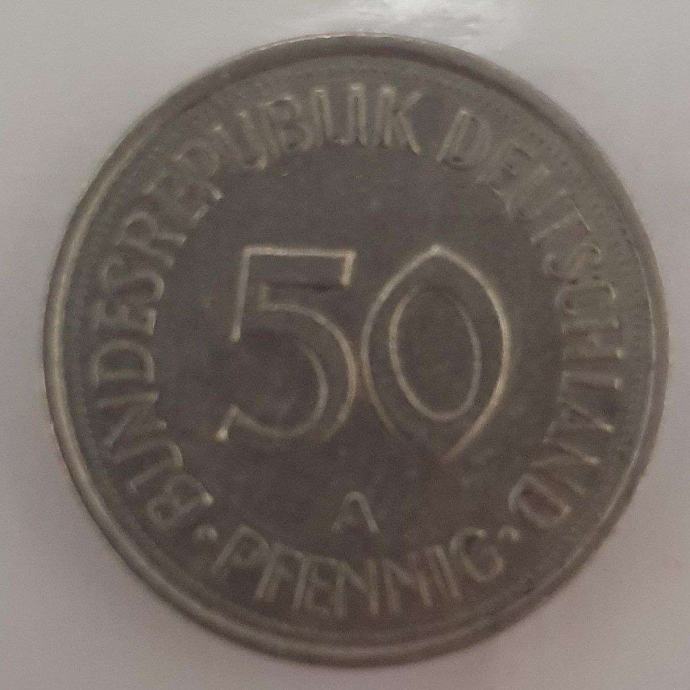 BUNDESREPUBLIK DEUTSCHLAND
50
A
· PFENNIG ·